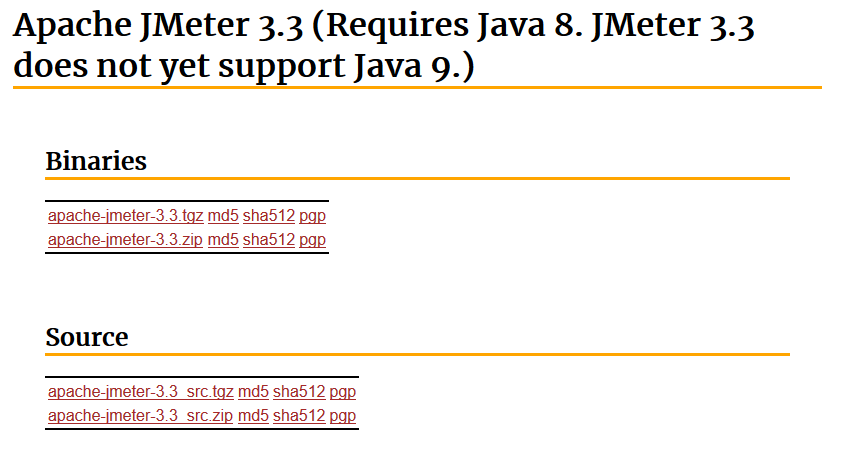 Apache JMeter 3.3 (Requires Java 8. JMeter 3.3
does not yet support Java 9.)
Binaries
apache-jmeter-3.3.tgz md5 sha512 pgp
apache-jmeter-3.3.zip md5 sha512 pgp
Source
apache-jmeter-3.3_src.tgz md5 sha512 pgp
apache-jmeter-3.3_src.zip md5 sha512 pgp